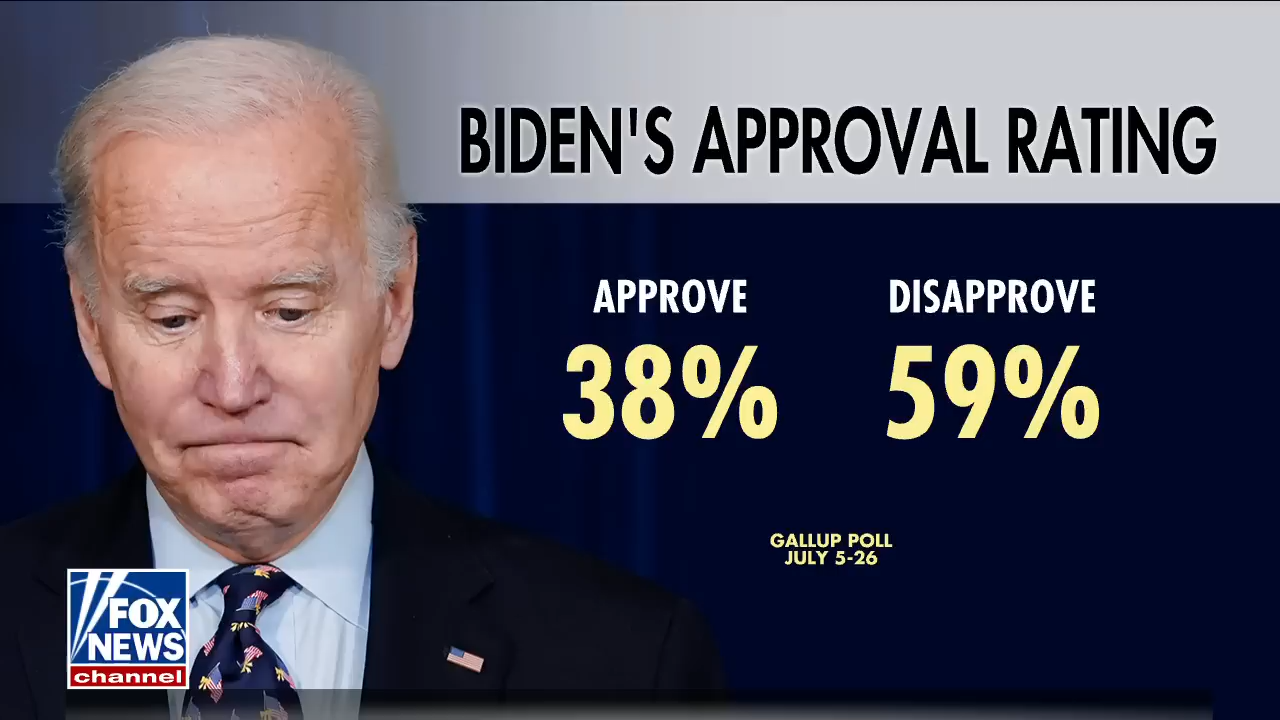 BIDEN'S APPROVAL RATING
APPROVE DISAPPROVE
38% 59%
GALLUP POLL
JULY 5-26
FOX
NEWS
channel